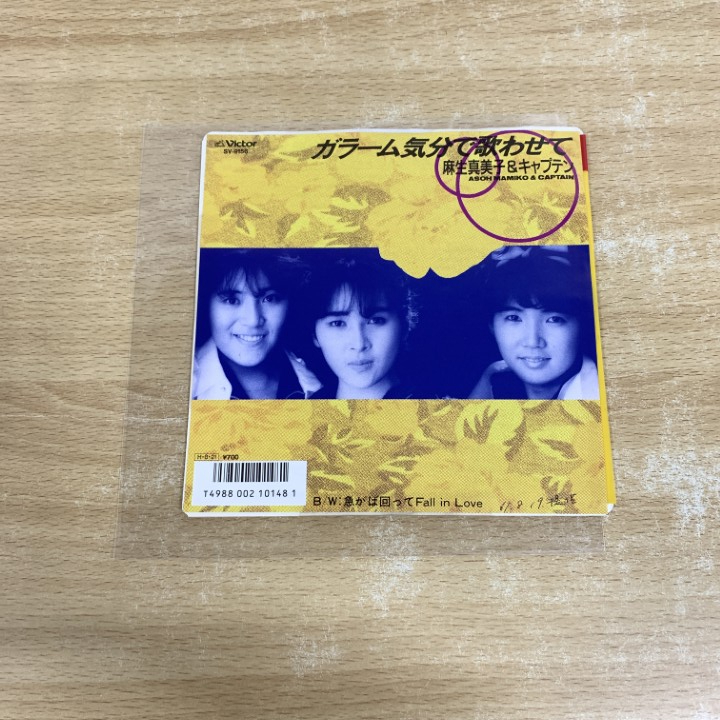 Victor
SV-9156
ガラーム気分で歌わせて
麻生真美子&キャプテン
ASOH MAMIKO & CAPTAIN
H-8-21 ¥700
T4988 002 10148 1
B/W:急がば回ってFall in Love